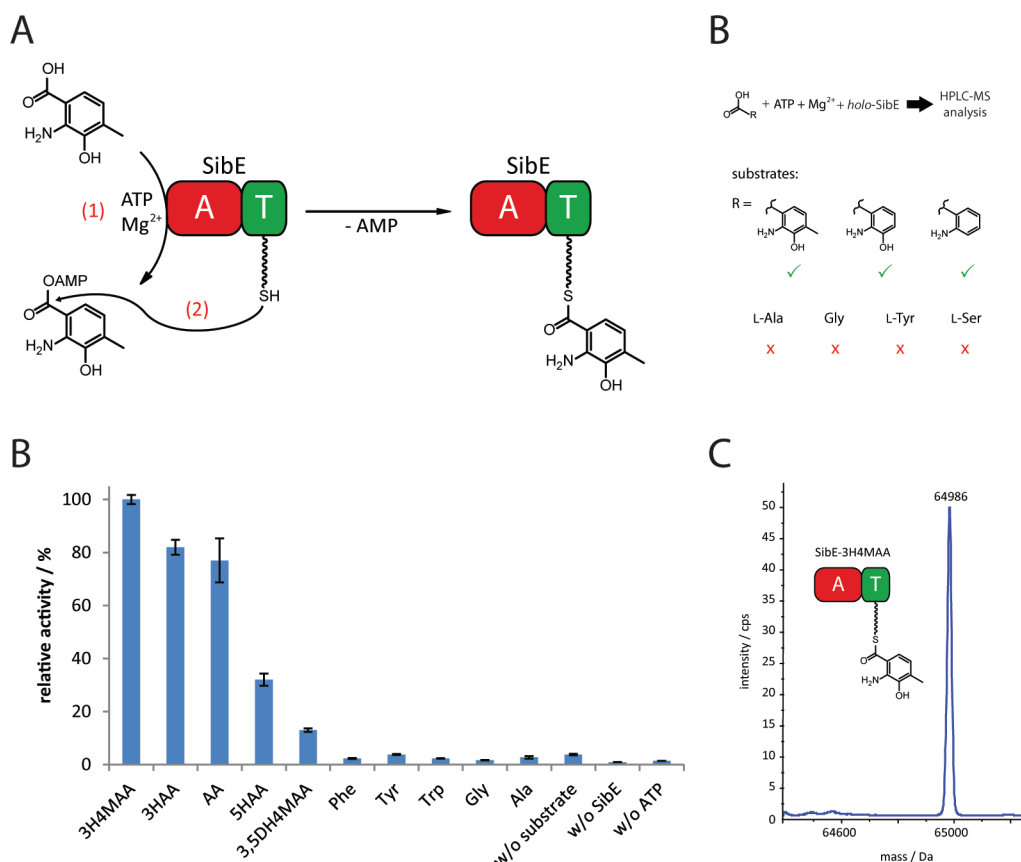 A
OH
O
H₂N
OH
(1)
ATP
Mg²⁺
SibE
A T
SH
(2)
OAMP
O
H₂N
OH
- AMP
SibE
A T
S
O
H₂N
OH
B
OH
O R
+ ATP + Mg²⁺ + holo-SibE
HPLC-MS
analysis
substrates:
R =
H₂N
OH
H₂N
OH
H₂N
✓ ✓ ✓
L-Ala Gly L-Tyr L-Ser
x x x x
B
relative activity / %
100
80
60
40
20
0
3H4MAA
3HAA
AA
5HAA
3,5DH4MAA
Phe
Tyr
Trp
Gly
Ala
w/o substrate
w/o SibE
w/o ATP
C
64986
SibE-3H4MAA
A T
S
O
H₂N
OH
intensity / cps
50
45
40
35
30
25
20
15
10
5
0
64600 65000
mass / Da